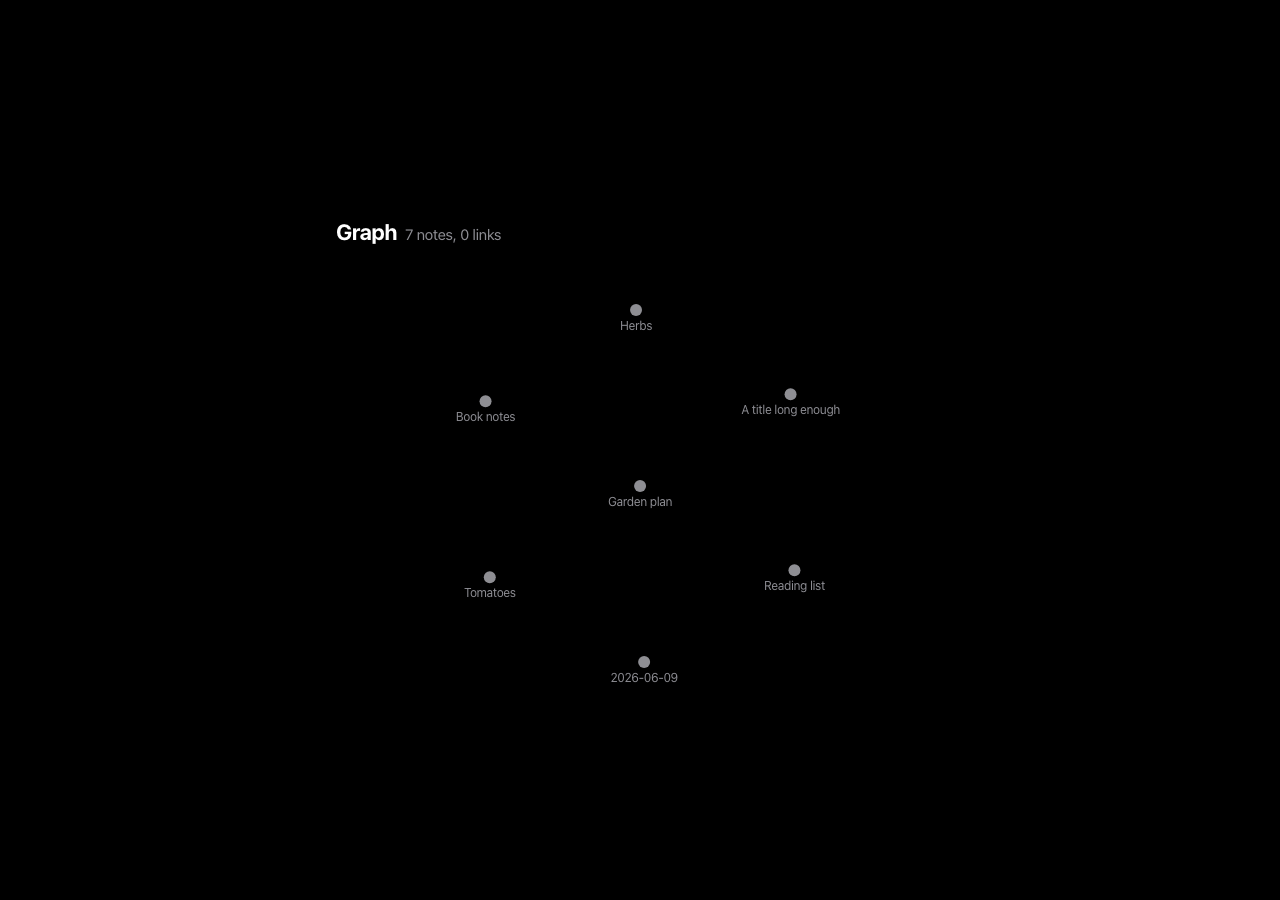 Graph 7 notes, 0 links
Herbs
A title long enough
Book notes
Garden plan
Reading list
Tomatoes
2026-06-09